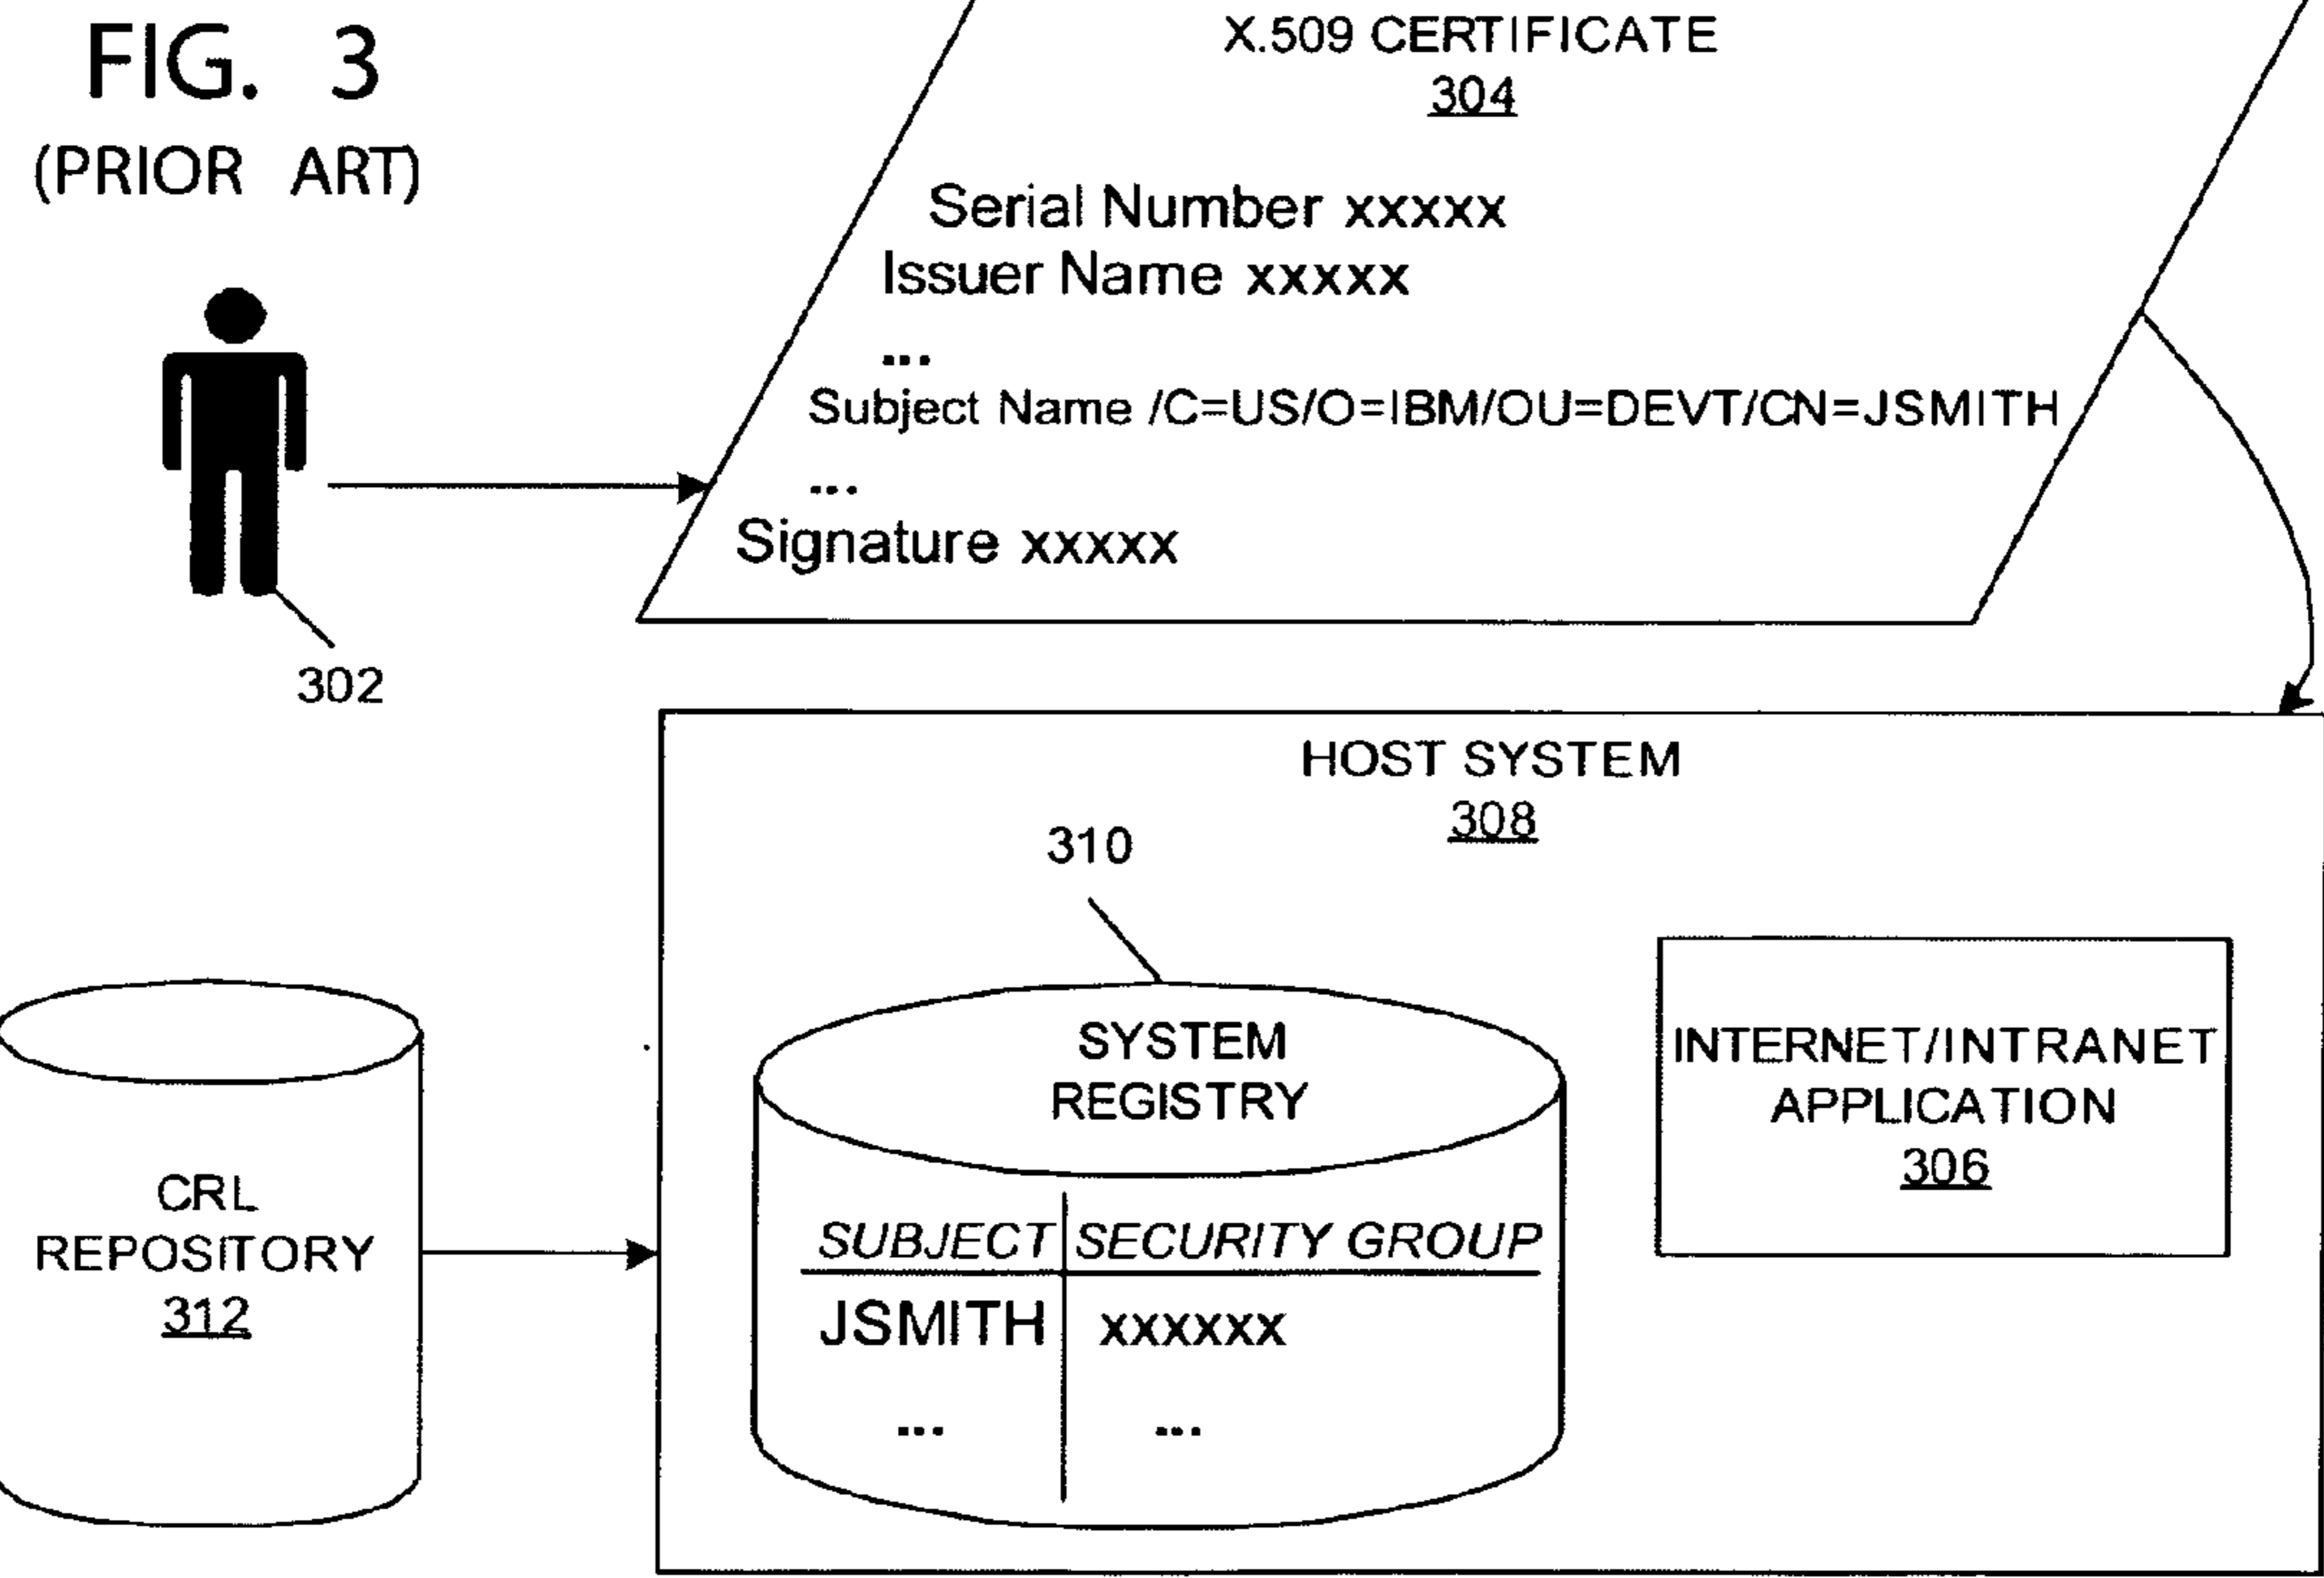 FIG. 3
(PRIOR ART)
X.509 CERTIFICATE
304
Serial Number xxxxx
Issuer Name xxxxx
...
Subject Name /C=US/O=IBM/OU=DEVT/CN=JSMITH
...
Signature xxxxx
302
HOST SYSTEM
308
310
SYSTEM
REGISTRY
SUBJECT SECURITY GROUP
JSMITH xxxxxx
... ...
INTERNET/INTRANET
APPLICATION
306
CRL
REPOSITORY
312